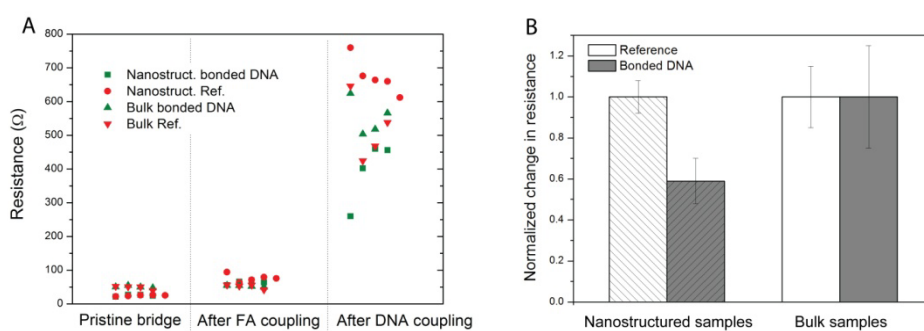 A
Resistance (Ω)
800
700
600
500
400
300
200
100
0
Nanostruct. bonded DNA
Nanostruct. Ref.
Bulk bonded DNA
Bulk Ref.
Pristine bridge
After FA coupling
After DNA coupling
B
Normalized change in resistance
1.2
1.0
0.8
0.6
0.4
0.2
0.0
Reference
Bonded DNA
Nanostructured samples
Bulk samples